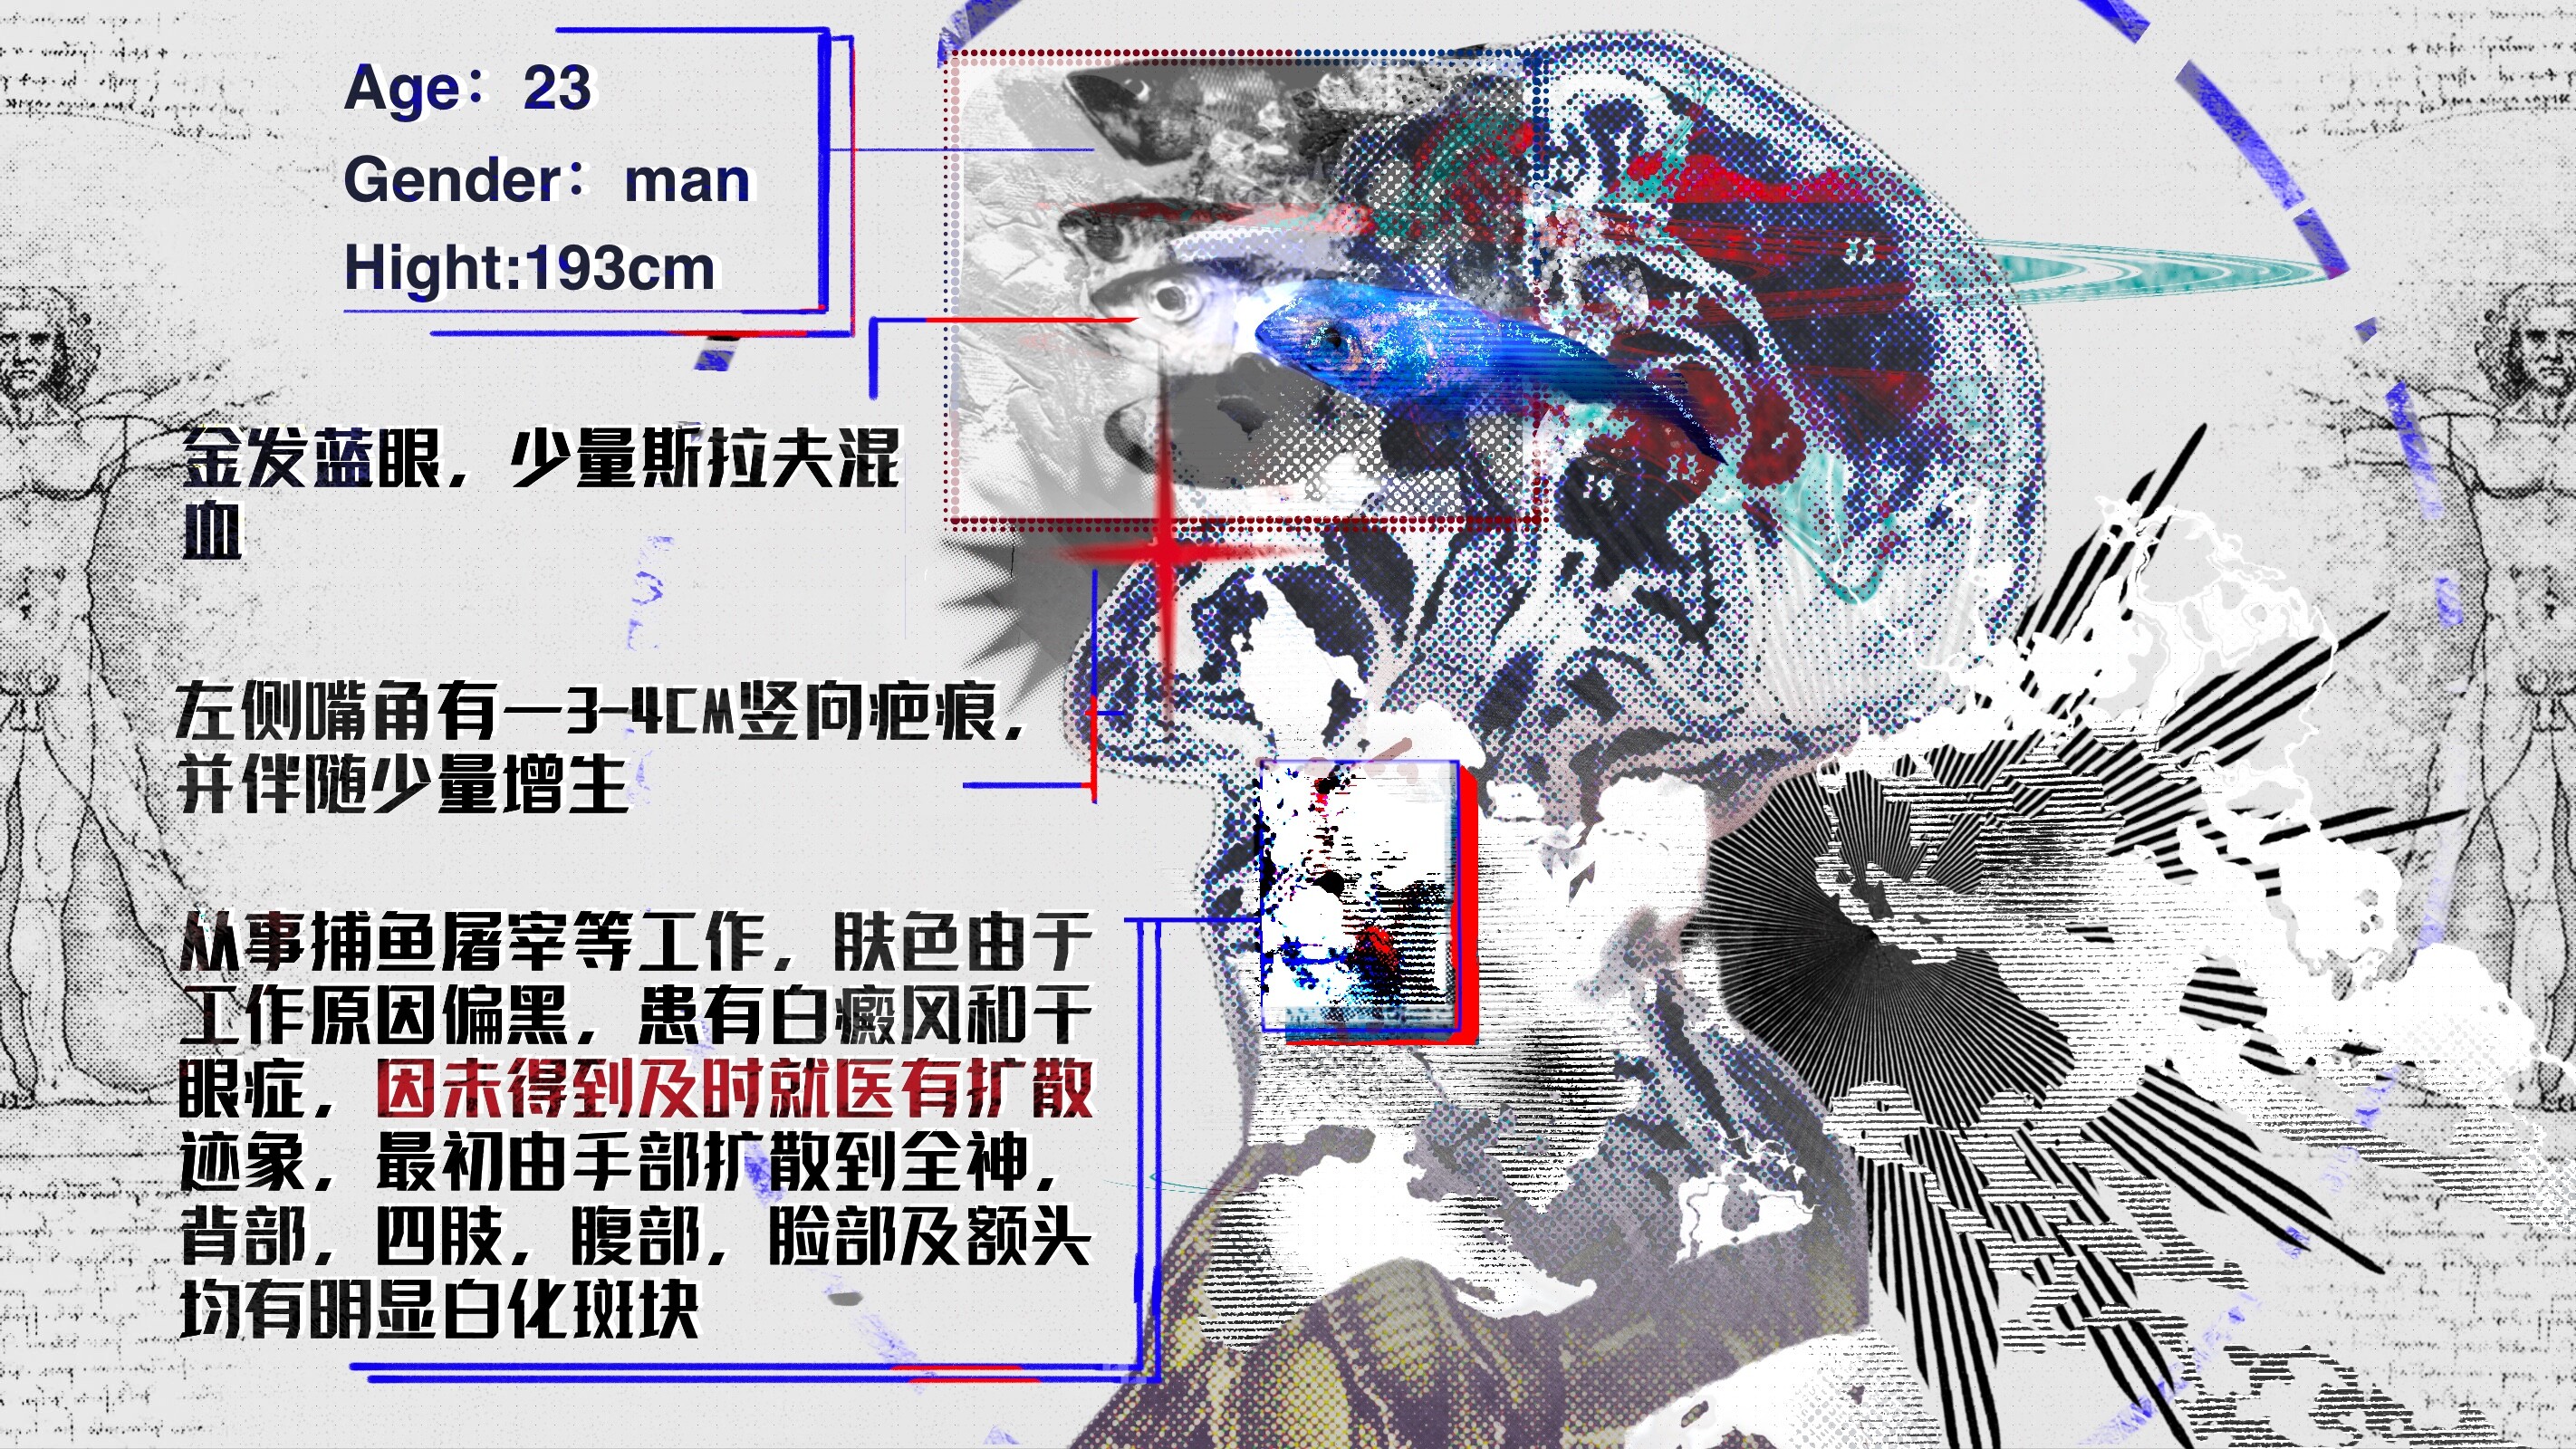 Age：23
Gender：man
Hight:193cm
金发蓝眼，少量斯拉夫混
血
左侧嘴角有一3-4CM竖向疤痕，
并伴随少量增生
从事捕鱼屠宰等工作，肤色由于
工作原因偏黑，患有白癜风和干
眼症，因未得到及时就医有扩散
迹象，最初由手部扩散到全神，
背部，四肢，腹部，脸部及额头
均有明显白化斑块